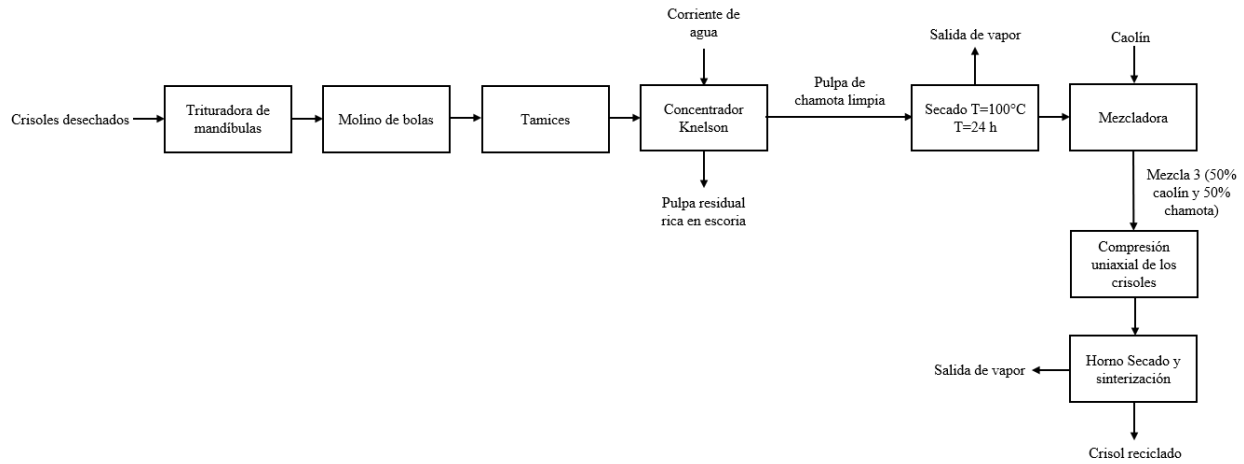 Corriente de
agua
Salida de vapor
Caolín
Crisoles desechados
Trituradora de
mandíbulas
Molino de bolas
Tamices
Concentrador
Knelson
Pulpa de
chamota limpia
Secado T=100°C
T=24 h
Mezcladora
Pulpa residual
rica en escoria
Mezcla 3 (50%
caolín y 50%
chamota)
Compresión
uniaxial de los
crisoles
Salida de vapor
Horno Secado y
sinterización
Crisol reciclado